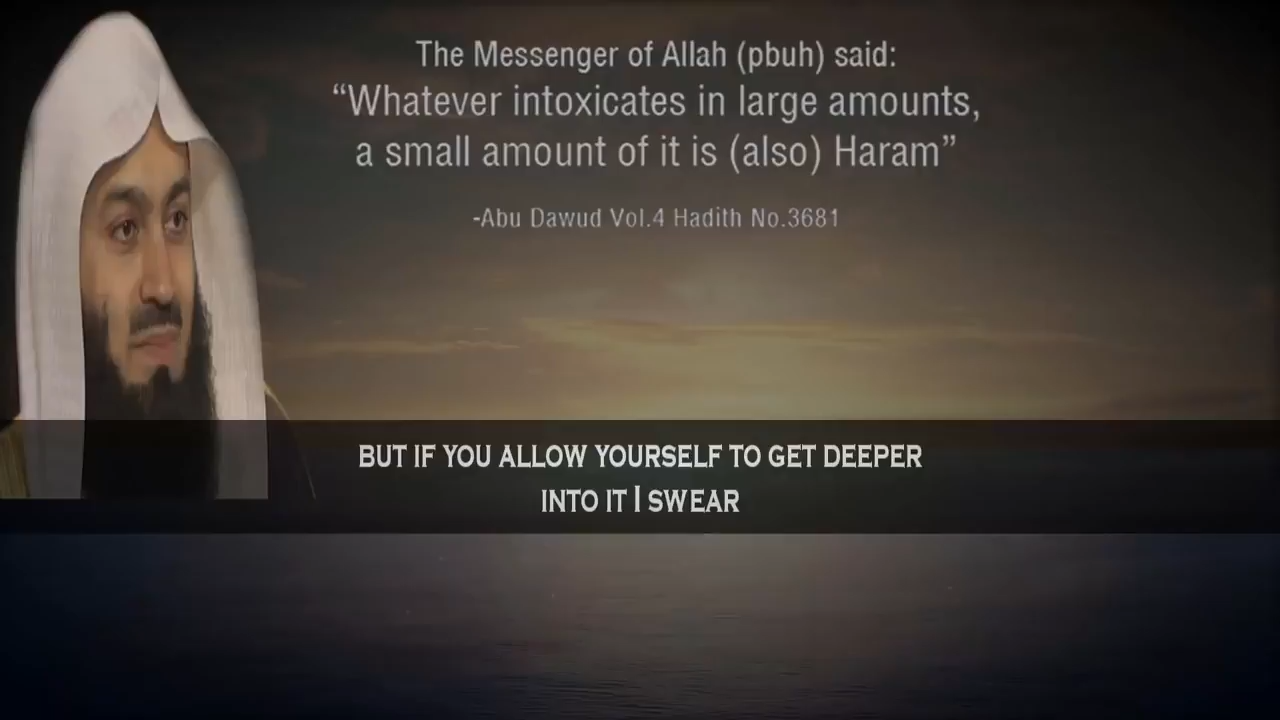 The Messenger of Allah (pbuh) said:
“Whatever intoxicates in large amounts,
a small amount of it is (also) Haram”
-Abu Dawud Vol.4 Hadith No.3681
BUT IF YOU ALLOW YOURSELF TO GET DEEPER
INTO IT I SWEAR